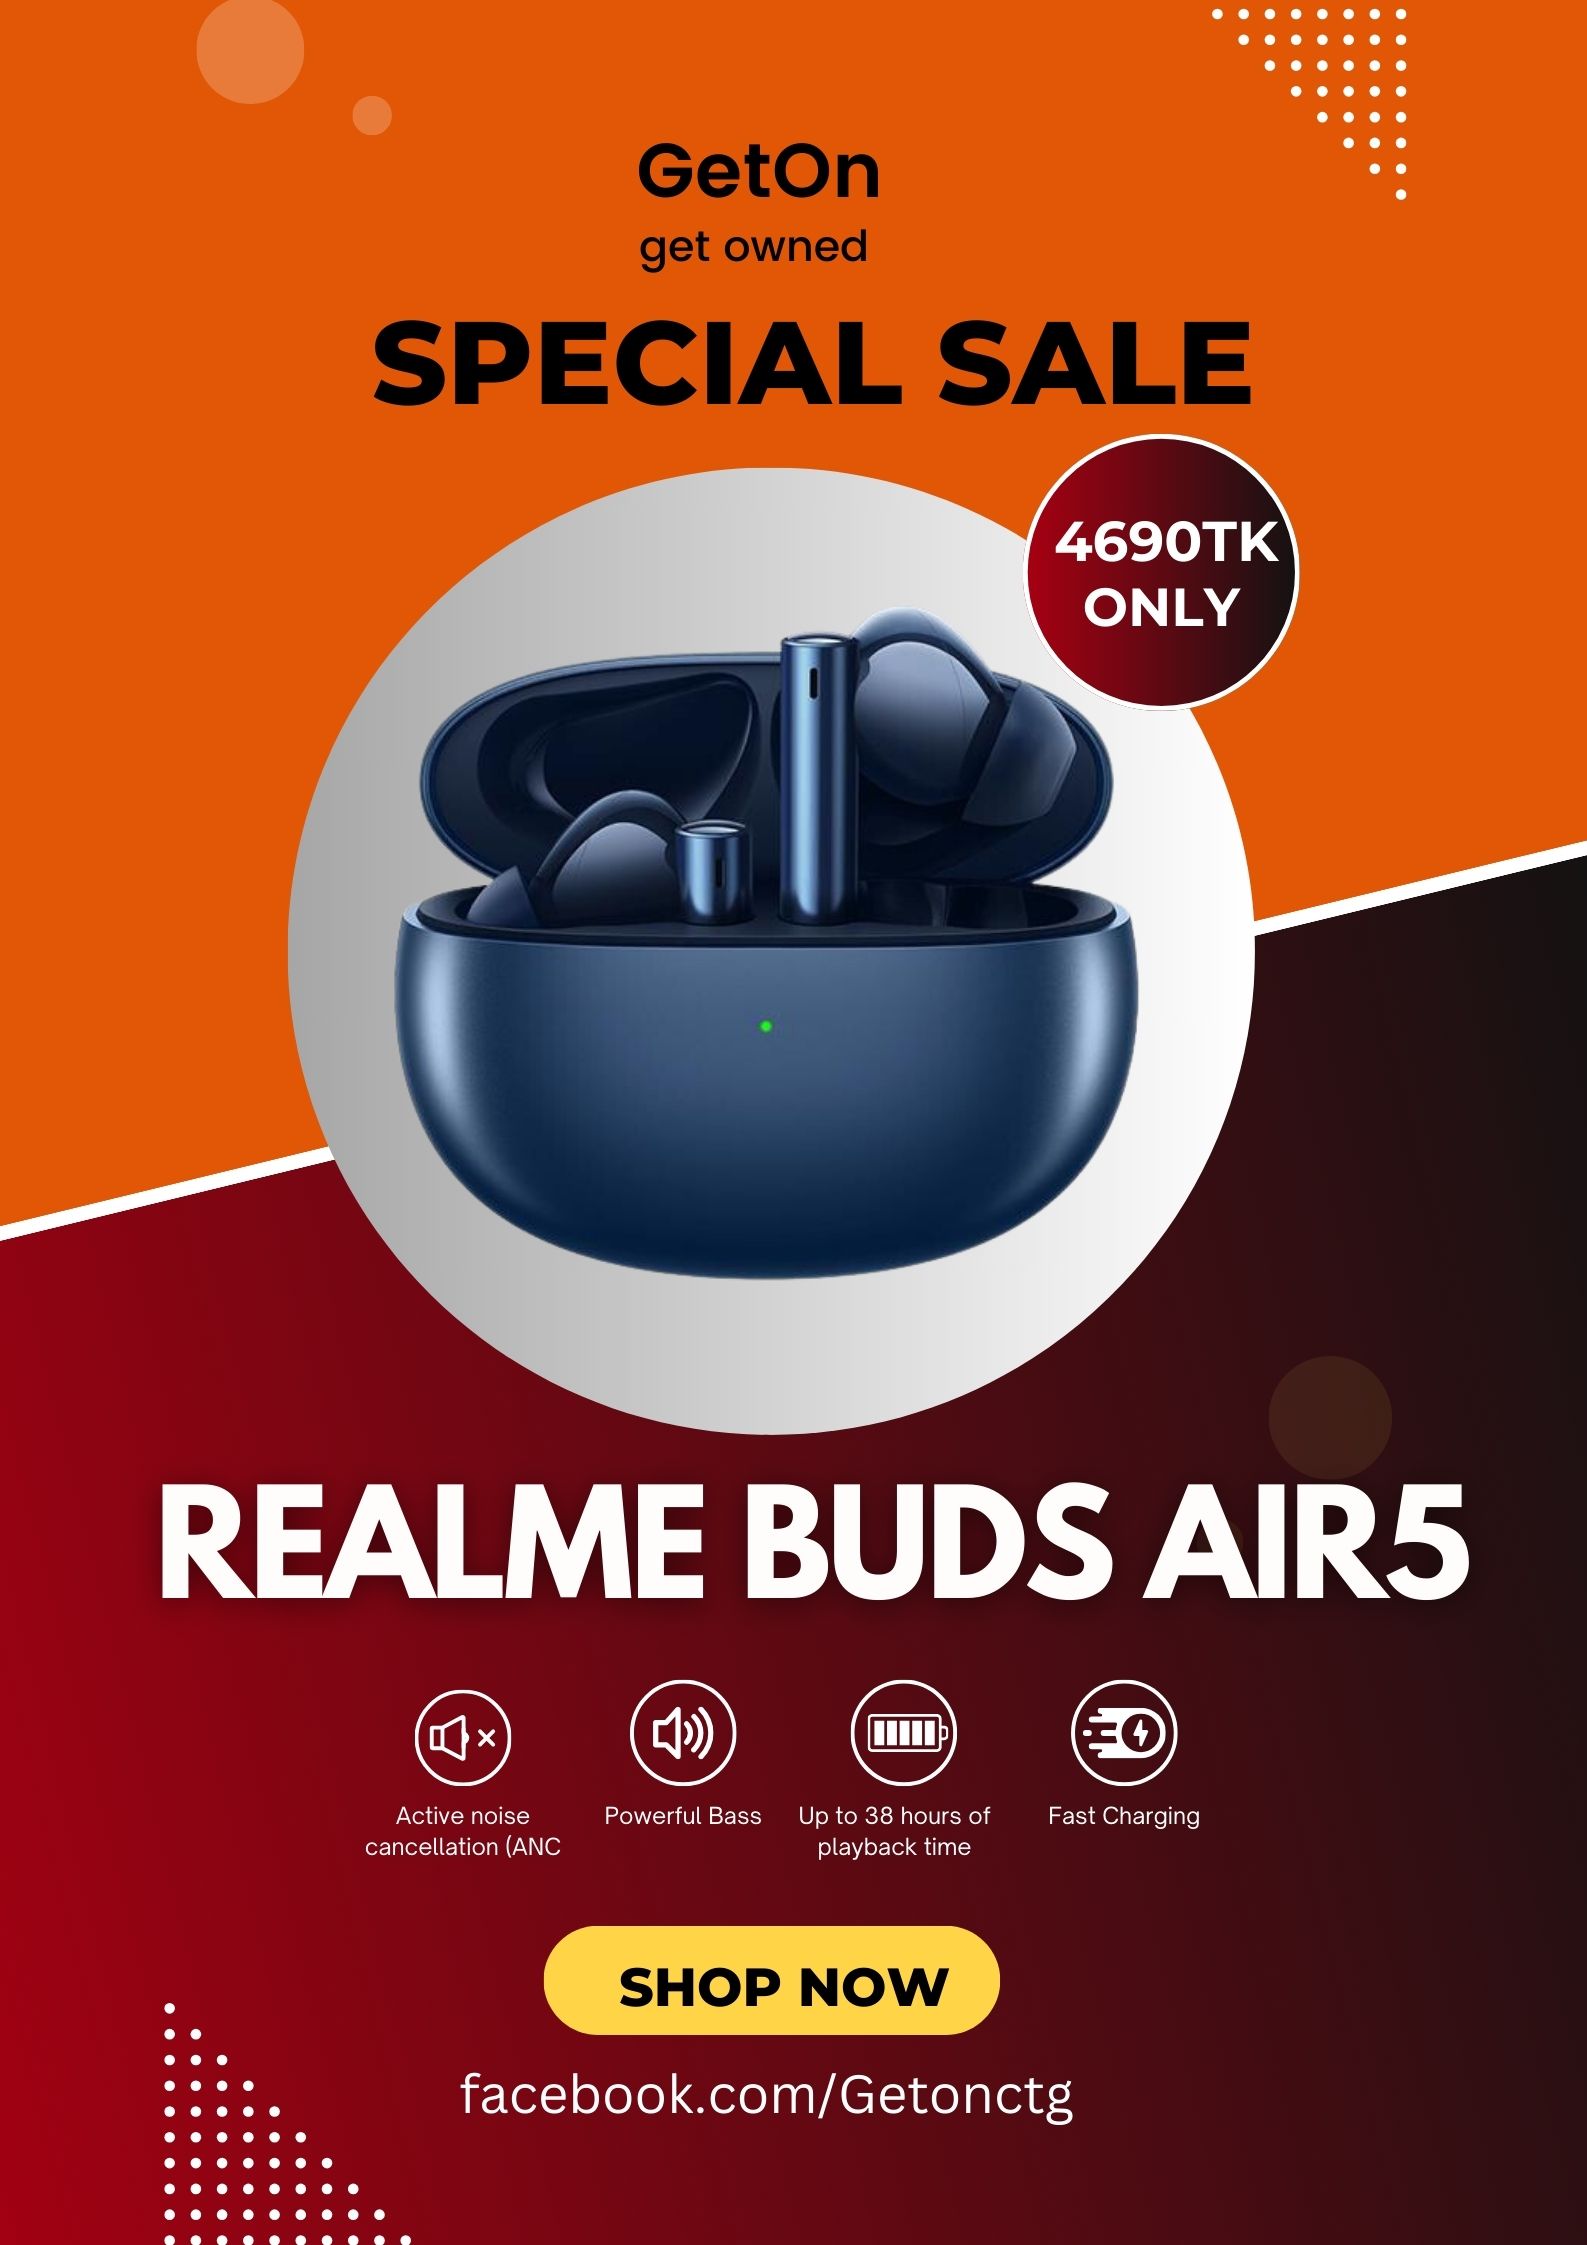 GetOn
get owned
SPECIAL SALE
4690TK
ONLY
REALME BUDS AIR5
Active noise
cancellation (ANC
Powerful Bass
Up to 38 hours of
playback time
Fast Charging
SHOP NOW
facebook.com/Getonctg